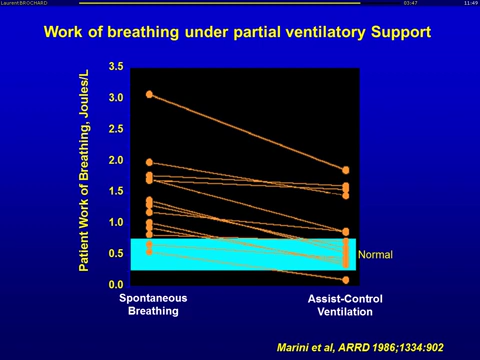 Laurent BROCHARD 03:47 11:49
Work of breathing under partial ventilatory Support
Patient Work of Breathing, Joules/L
3.5
3.0
2.5
2.0
1.5
1.0
0.5
0.0
Normal
Spontaneous
Breathing
Assist-Control
Ventilation
Marini et al, ARRD 1986;1334:902